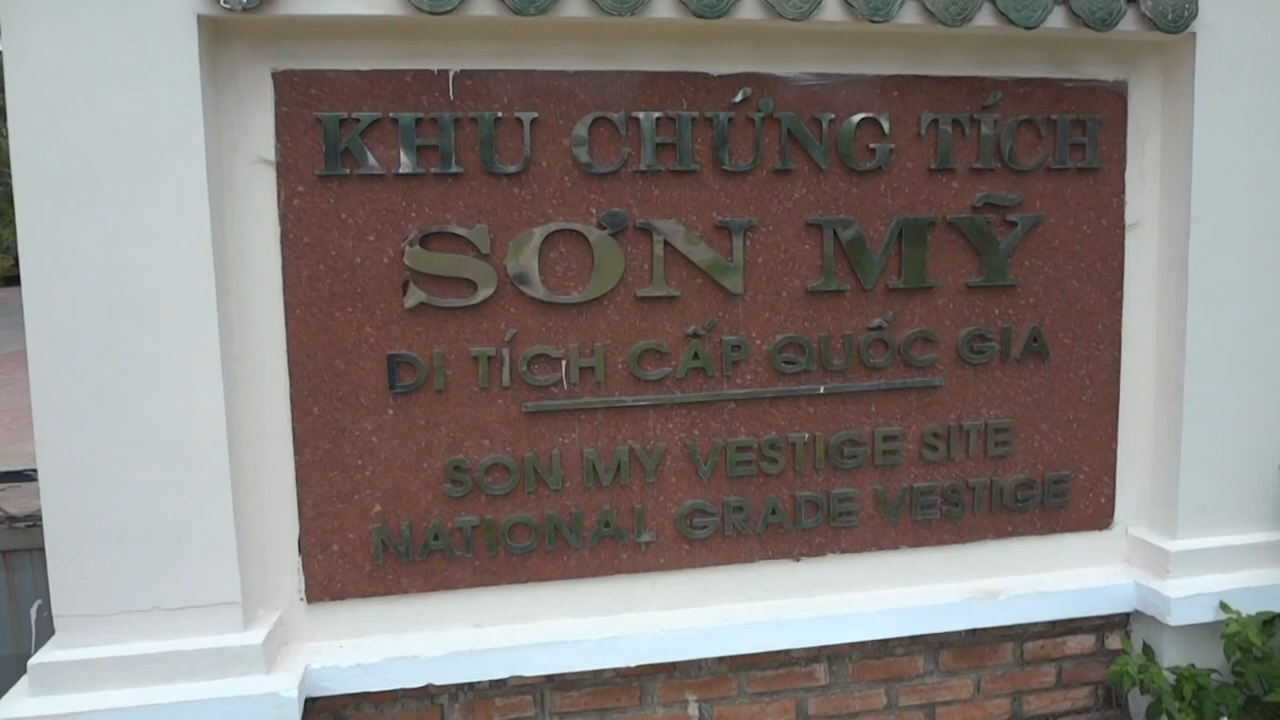 KHU CHỨNG TÍCH
SƠN MỸ
DI TÍCH CẤP QUỐC GIA
SON MY VESTIGE SITE
NATIONAL GRADE VESTIGE